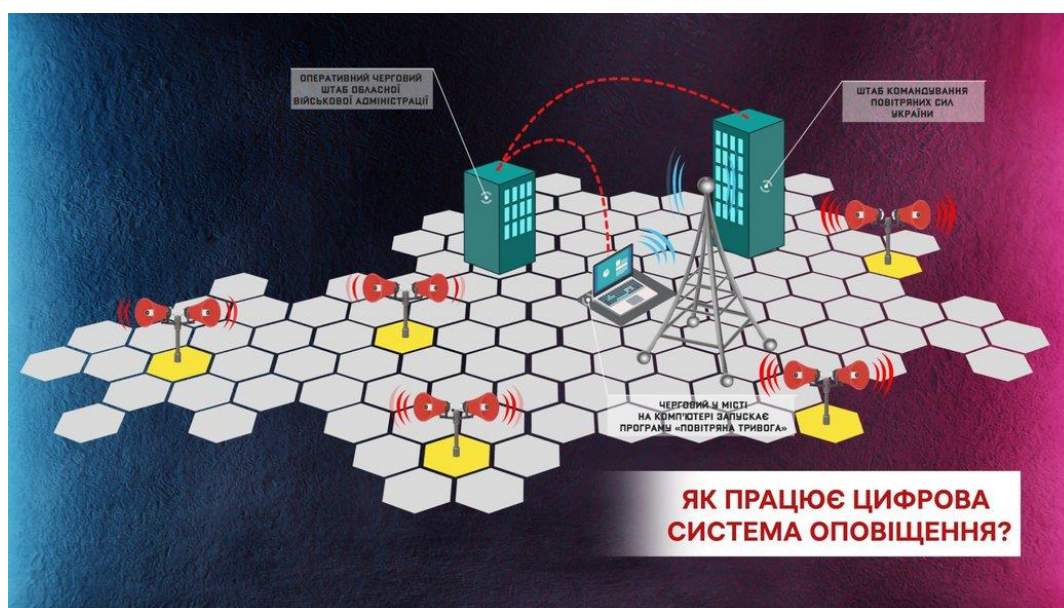 ОПЕРАТИВНИЙ ЧЕРГОВИЙ
ШТАБ ОБЛАСНОЇ
ВІЙСЬКОВОЇ АДМІНІСТРАЦІЇ
ШТАБ КОМАНДУВАННЯ
ПОВІТРЯНИХ СИЛ
УКРАЇНИ
ЧЕРГОВИЙ У МІСТІ
НА КОМП'ЮТЕРІ ЗАПУСКАЄ
ПРОГРАМУ «ПОВІТРЯНА ТРИВОГА»
ЯК ПРАЦЮЄ ЦИФРОВА
СИСТЕМА ОПОВІЩЕННЯ?